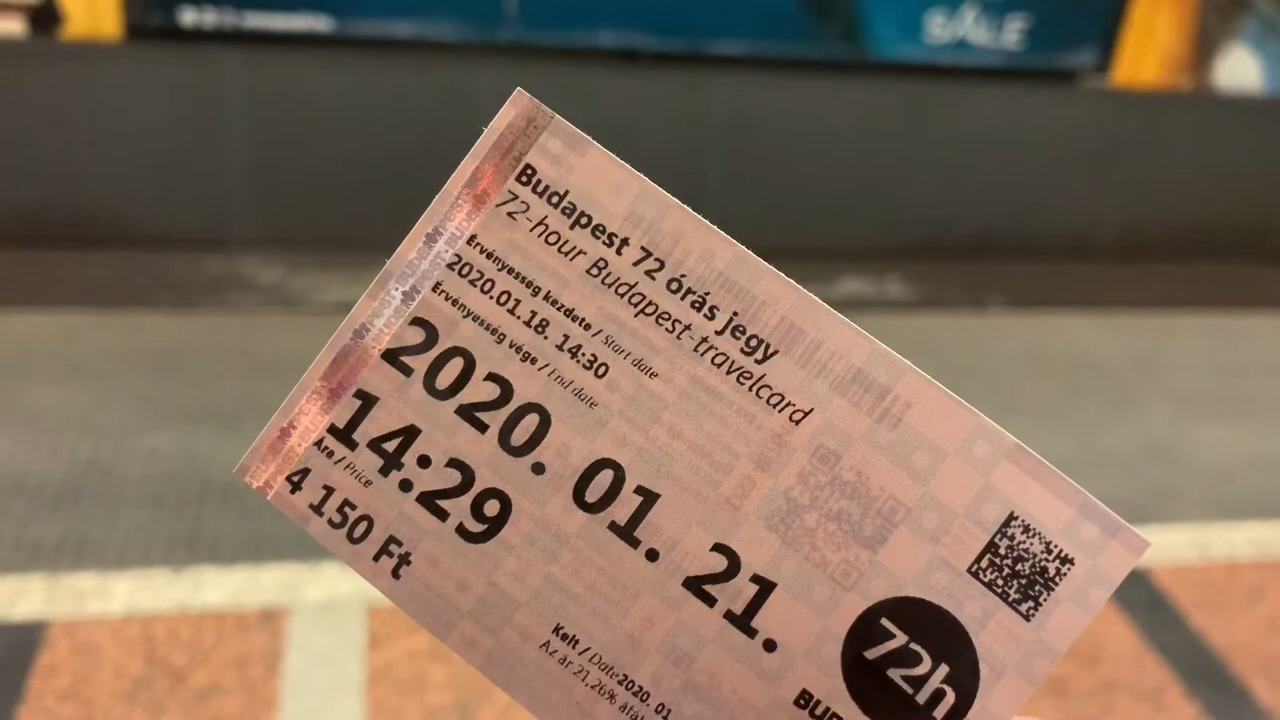 SALE
Budapest 72 órás jegy
72-hour Budapest-travelcard
Érvényesség kezdete / Start date
2020.01.18. 14:30
Érvényesség vége / End date
2020. 01. 21.
14:29
Ára / Price
4 150 Ft
Kelt / Date 2020. 01
Az ár 21,26% áfát
72h
BUD